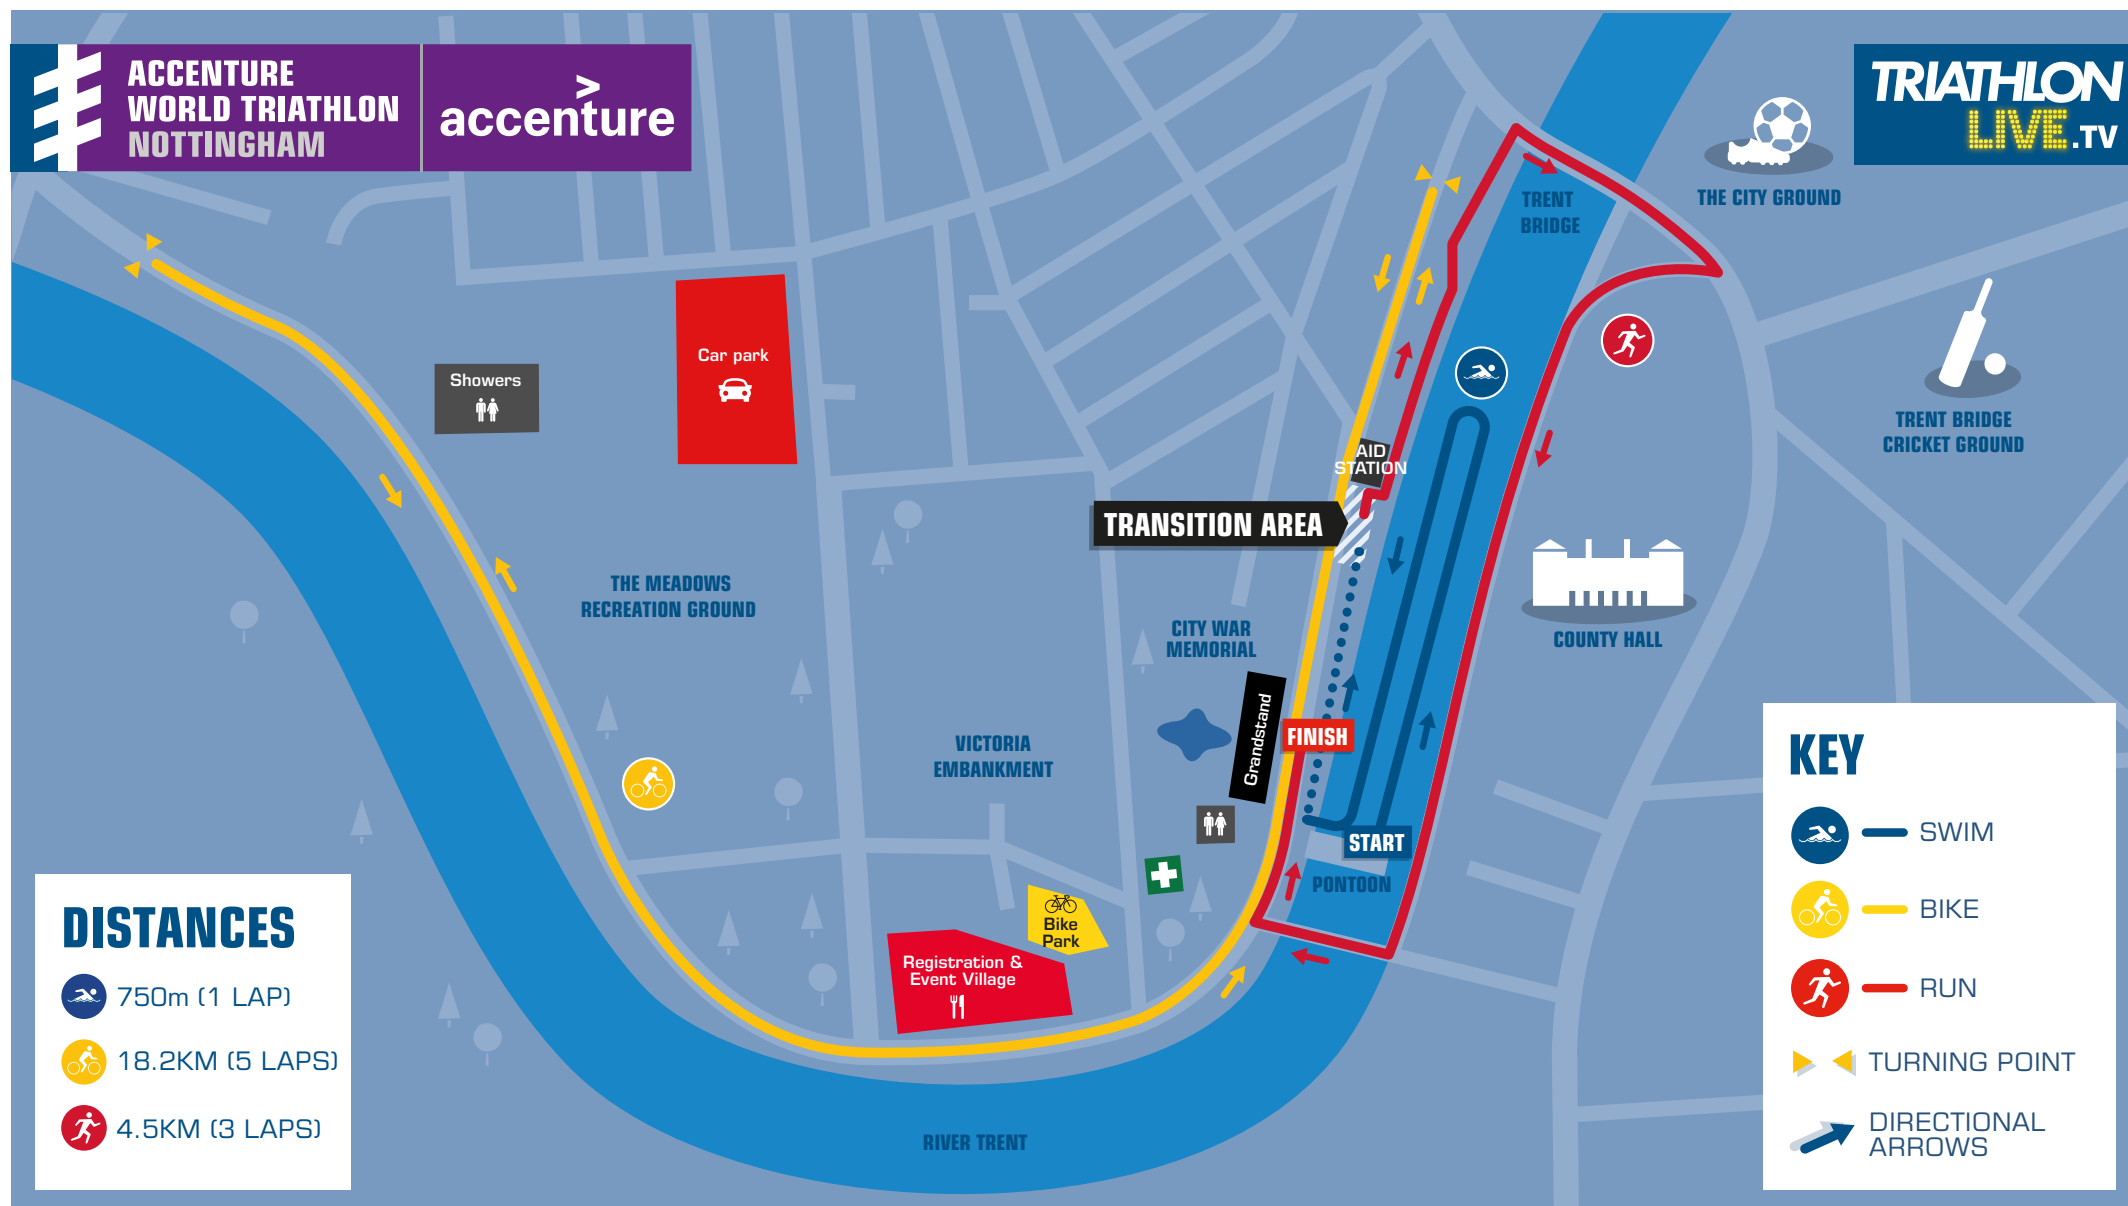 ACCENTURE
WORLD TRIATHLON
NOTTINGHAM
accenture
TRIATHLON
LIVE.TV
THE CITY GROUND
TRENT
BRIDGE
Car park
Showers
TRENT BRIDGE
CRICKET GROUND
AID
STATION
TRANSITION AREA
THE MEADOWS
RECREATION GROUND
CITY WAR
MEMORIAL
COUNTY HALL
Grandstand
FINISH
VICTORIA
EMBANKMENT
START
PONTOON
Bike
Park
Registration &
Event Village
RIVER TRENT
DISTANCES
750m (1 LAP)
18.2KM (5 LAPS)
4.5KM (3 LAPS)
KEY
SWIM
BIKE
RUN
TURNING POINT
DIRECTIONAL
ARROWS